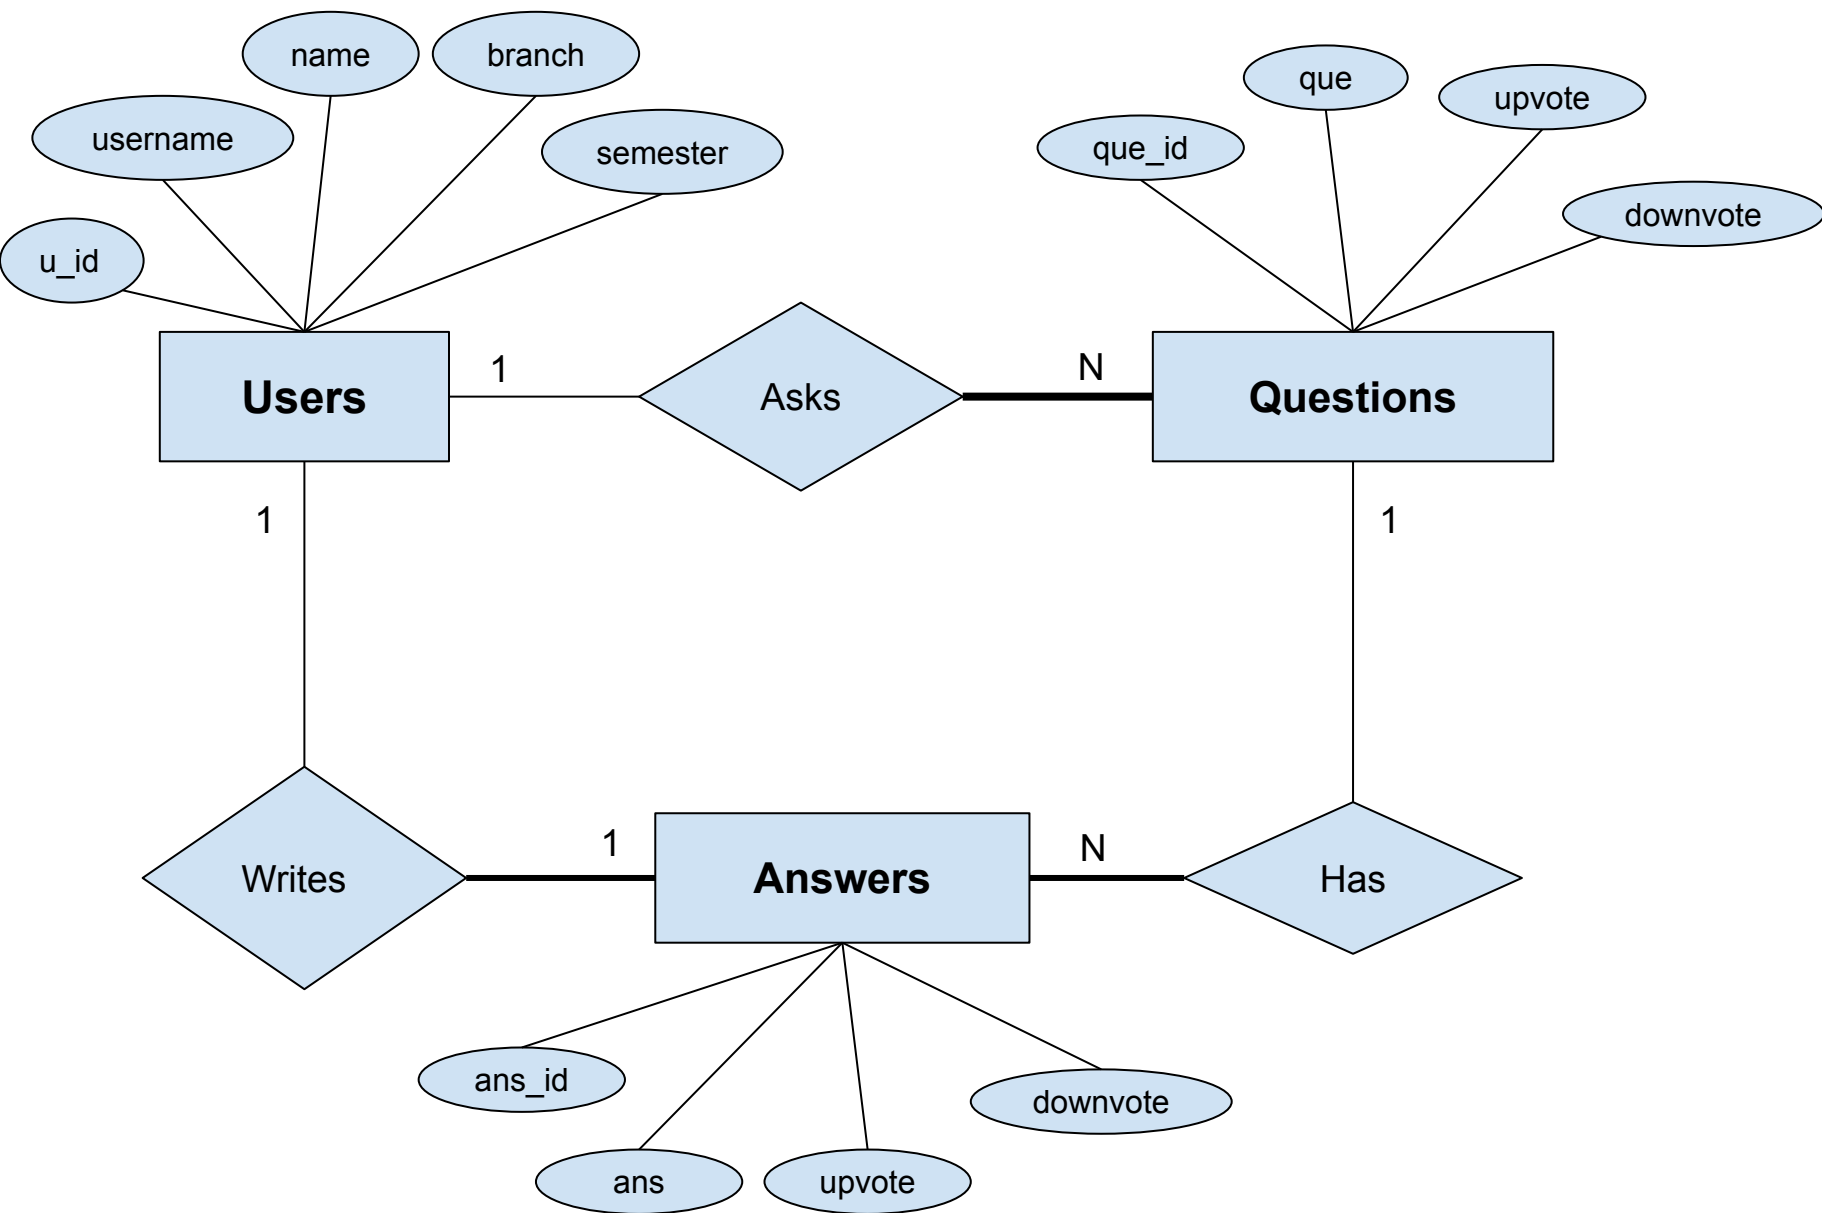 name
branch
username
semester
u_id
que
upvote
que_id
downvote
Users
1
Asks
N
Questions
1
1
Writes
1
Answers
N
Has
ans_id
downvote
ans
upvote